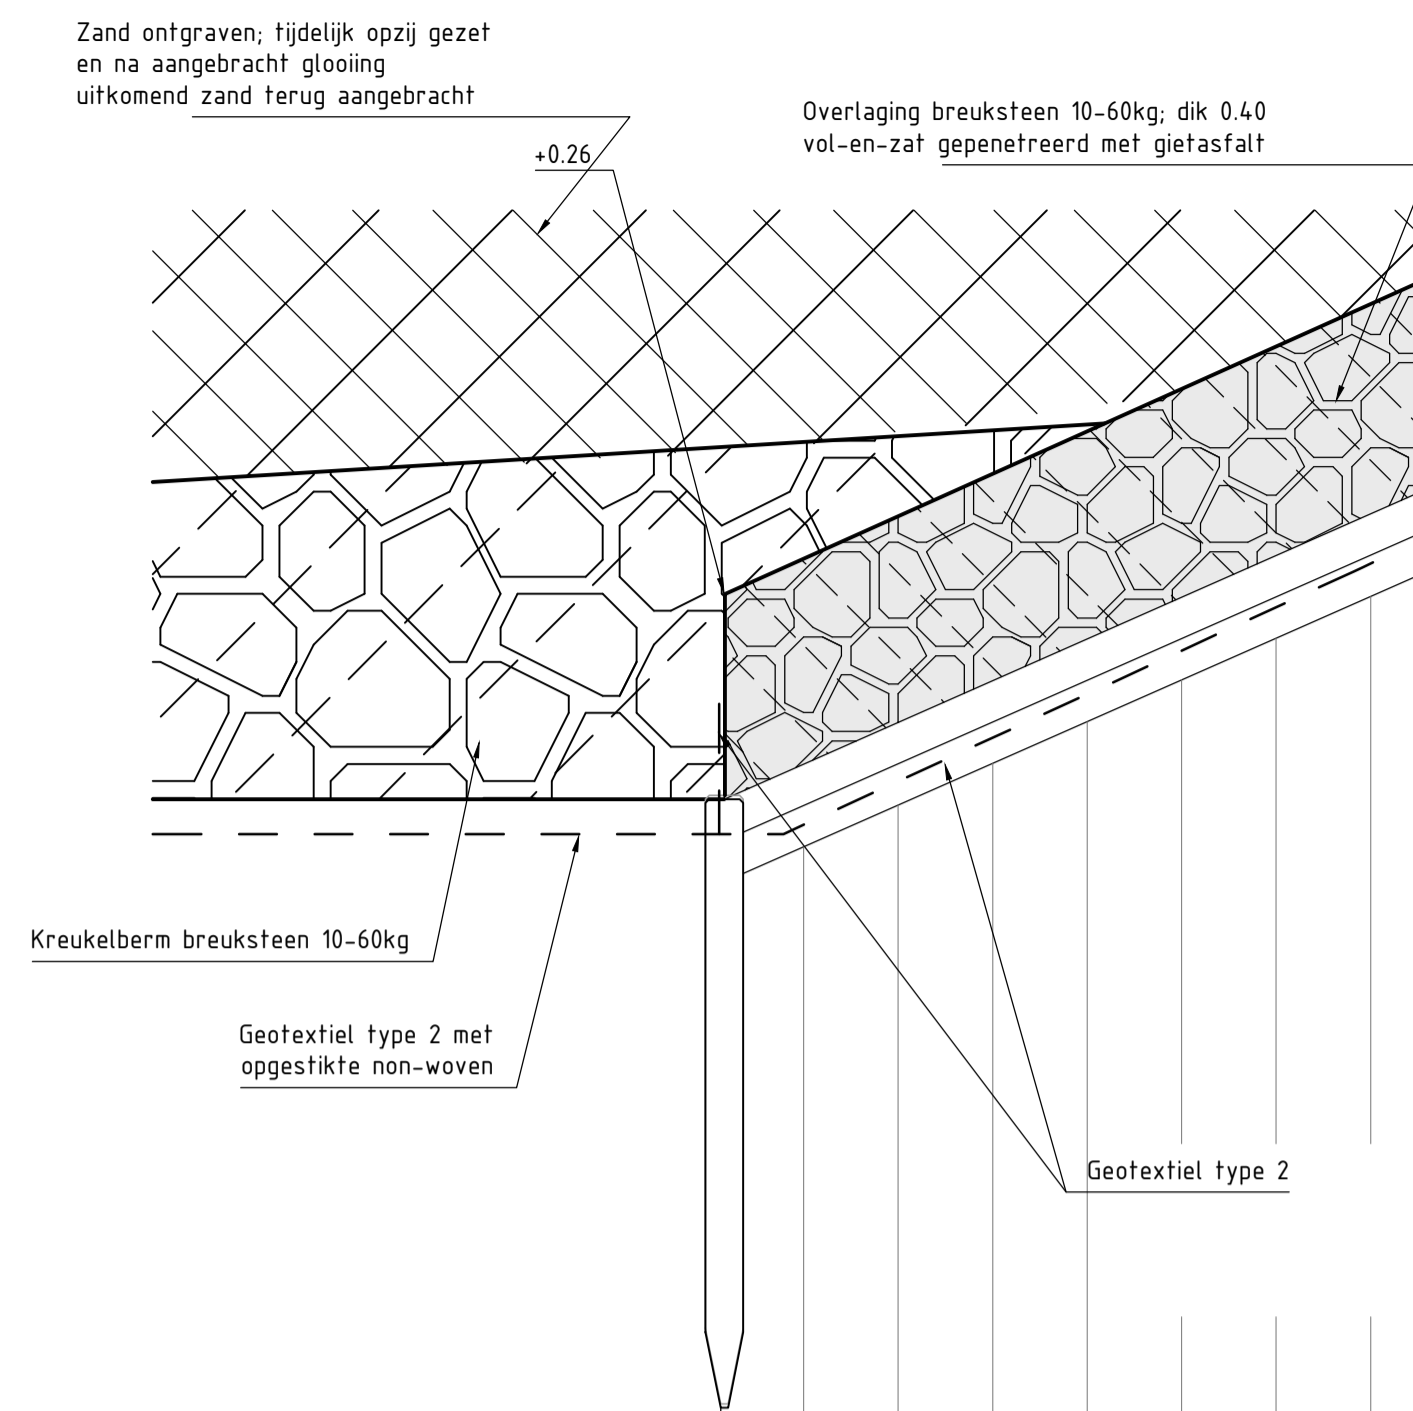 Zand ontgraven; tijdelijk opzij gezet
en na aangebracht glooiing
uitkomend zand terug aangebracht
Overlaging breuksteen 10-60kg; dik 0.40
vol-en-zat gepenetreerd met gietasfalt
+0.26
Kreukelberm breuksteen 10-60kg
Geotextiel type 2 met
opgestikte non-woven
Geotextiel type 2